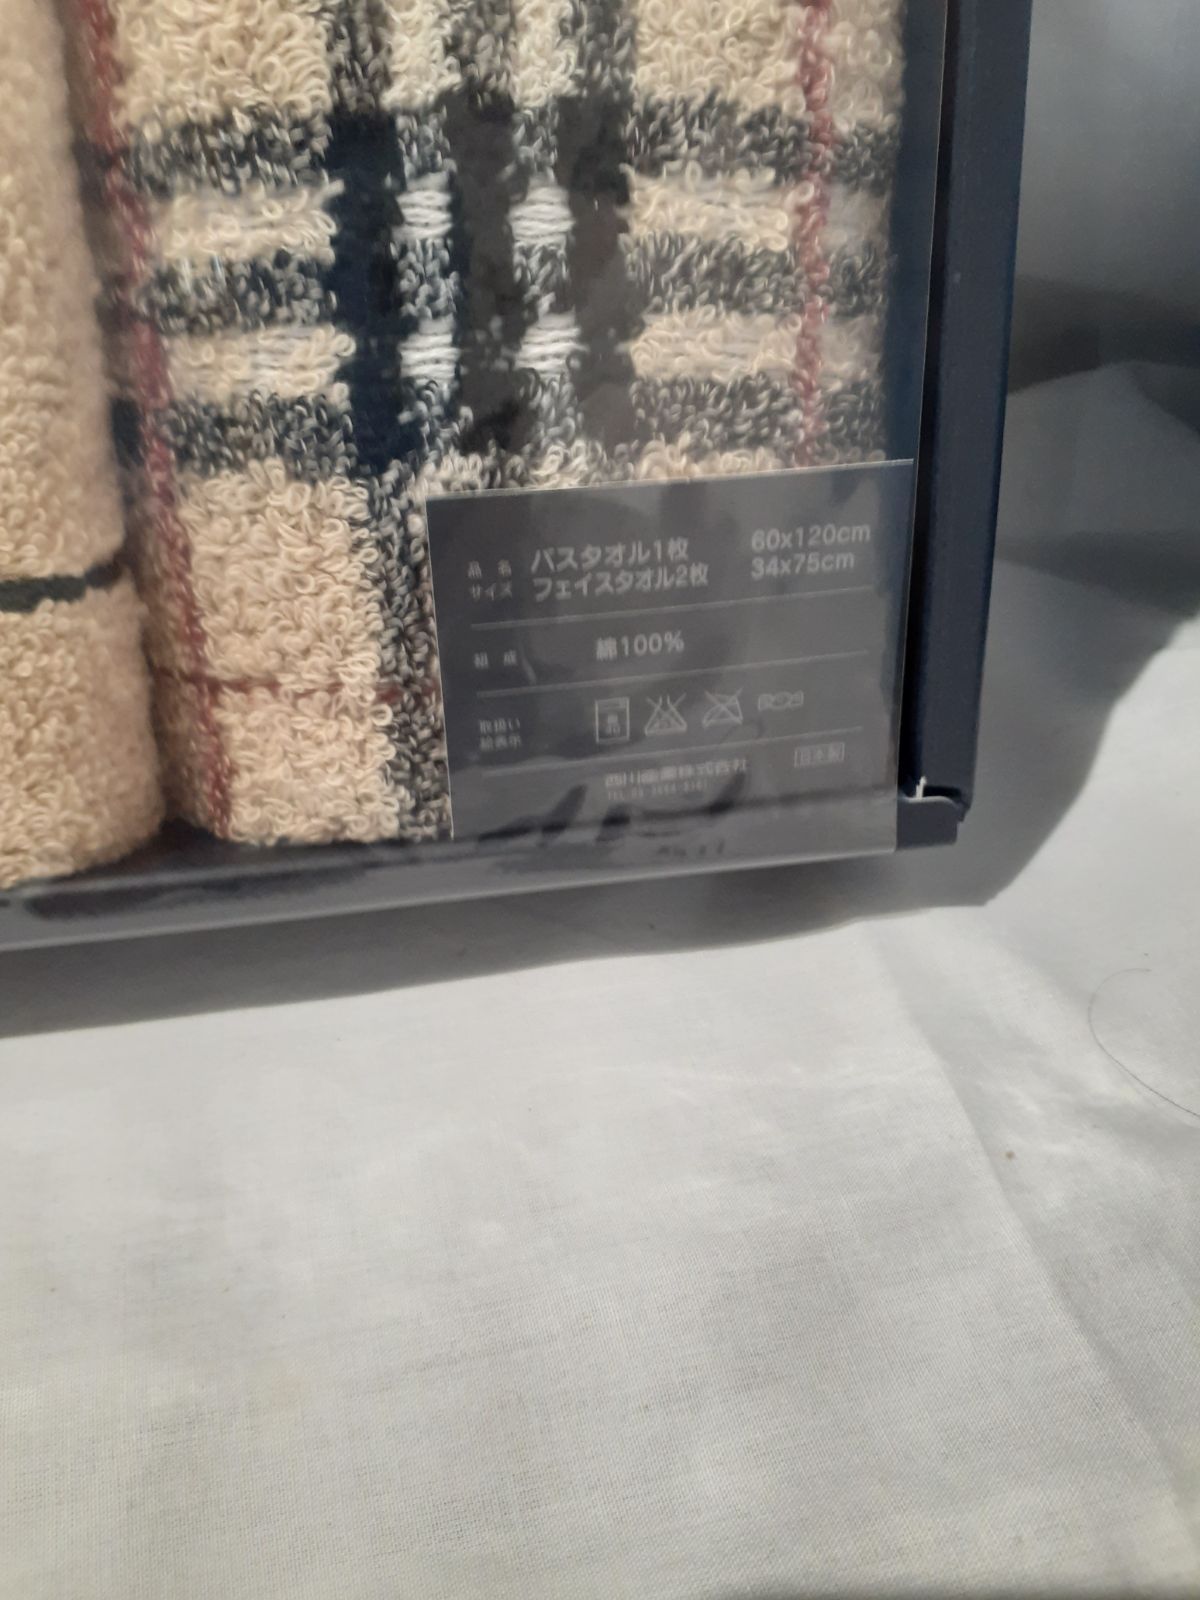 品名 バスタオル1枚 60x120cm
サイズ フェイスタオル2枚 34x75cm
組成 綿100%
取扱い
絵表示
西川産業株式会社 日本製